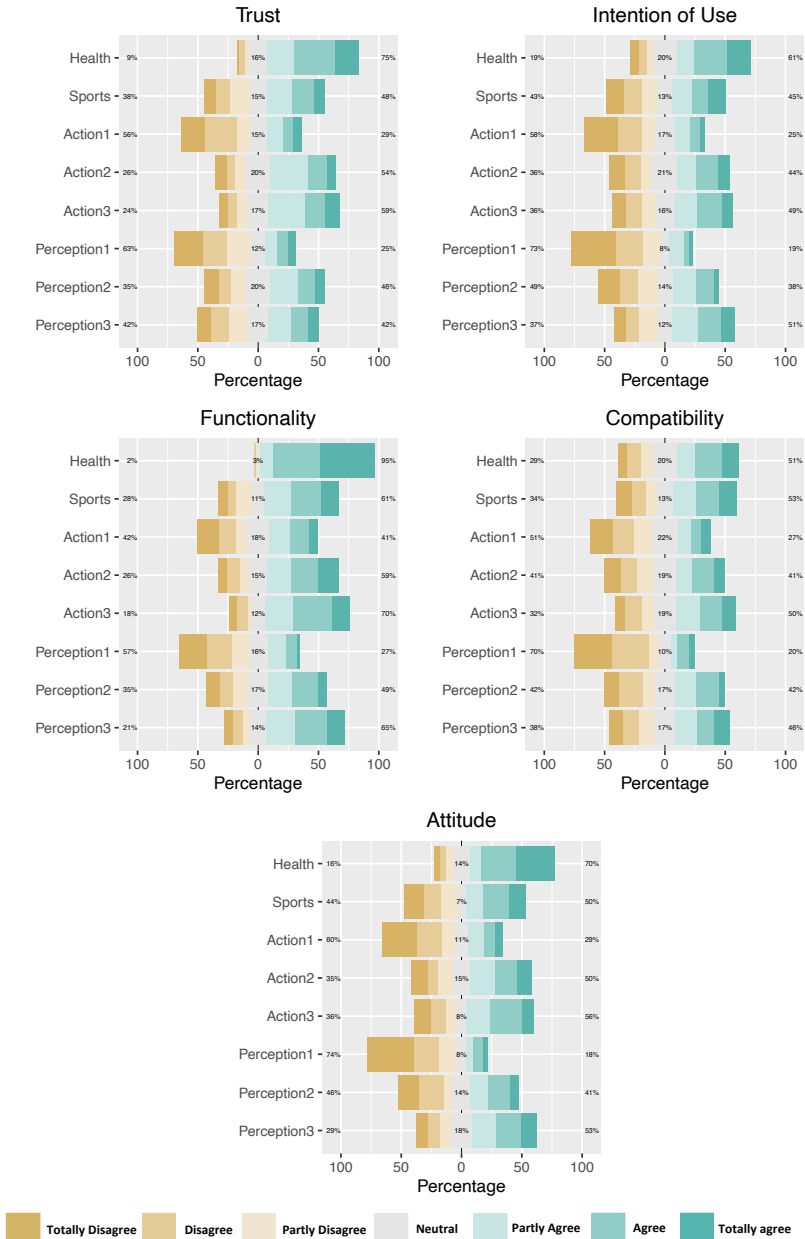 Trust
Health 9% 16% 75%
Sports 38% 15% 48%
Action1 56% 15% 29%
Action2 26% 20% 54%
Action3 24% 17% 59%
Perception1 63% 12% 25%
Perception2 35% 20% 46%
Perception3 42% 17% 42%
100 50 0 50 100
Percentage
Intention of Use
Health 19% 20% 61%
Sports 43% 13% 45%
Action1 58% 17% 25%
Action2 36% 21% 44%
Action3 36% 16% 49%
Perception1 73% 8% 19%
Perception2 49% 14% 38%
Perception3 37% 12% 51%
100 50 0 50 100
Percentage
Functionality
Health 2% 3% 95%
Sports 28% 11% 61%
Action1 42% 18% 41%
Action2 26% 15% 59%
Action3 18% 12% 70%
Perception1 57% 16% 27%
Perception2 35% 17% 49%
Perception3 21% 14% 65%
100 50 0 50 100
Percentage
Compatibility
Health 29% 20% 51%
Sports 34% 13% 53%
Action1 51% 22% 27%
Action2 41% 19% 41%
Action3 32% 19% 50%
Perception1 70% 10% 20%
Perception2 42% 17% 42%
Perception3 38% 17% 46%
100 50 0 50 100
Percentage
Attitude
Health 16% 14% 70%
Sports 44% 7% 50%
Action1 60% 11% 29%
Action2 35% 15% 50%
Action3 36% 8% 56%
Perception1 74% 8% 18%
Perception2 46% 14% 41%
Perception3 29% 18% 53%
100 50 0 50 100
Percentage
Totally Disagree Disagree Partly Disagree Neutral Partly Agree Agree Totally agree